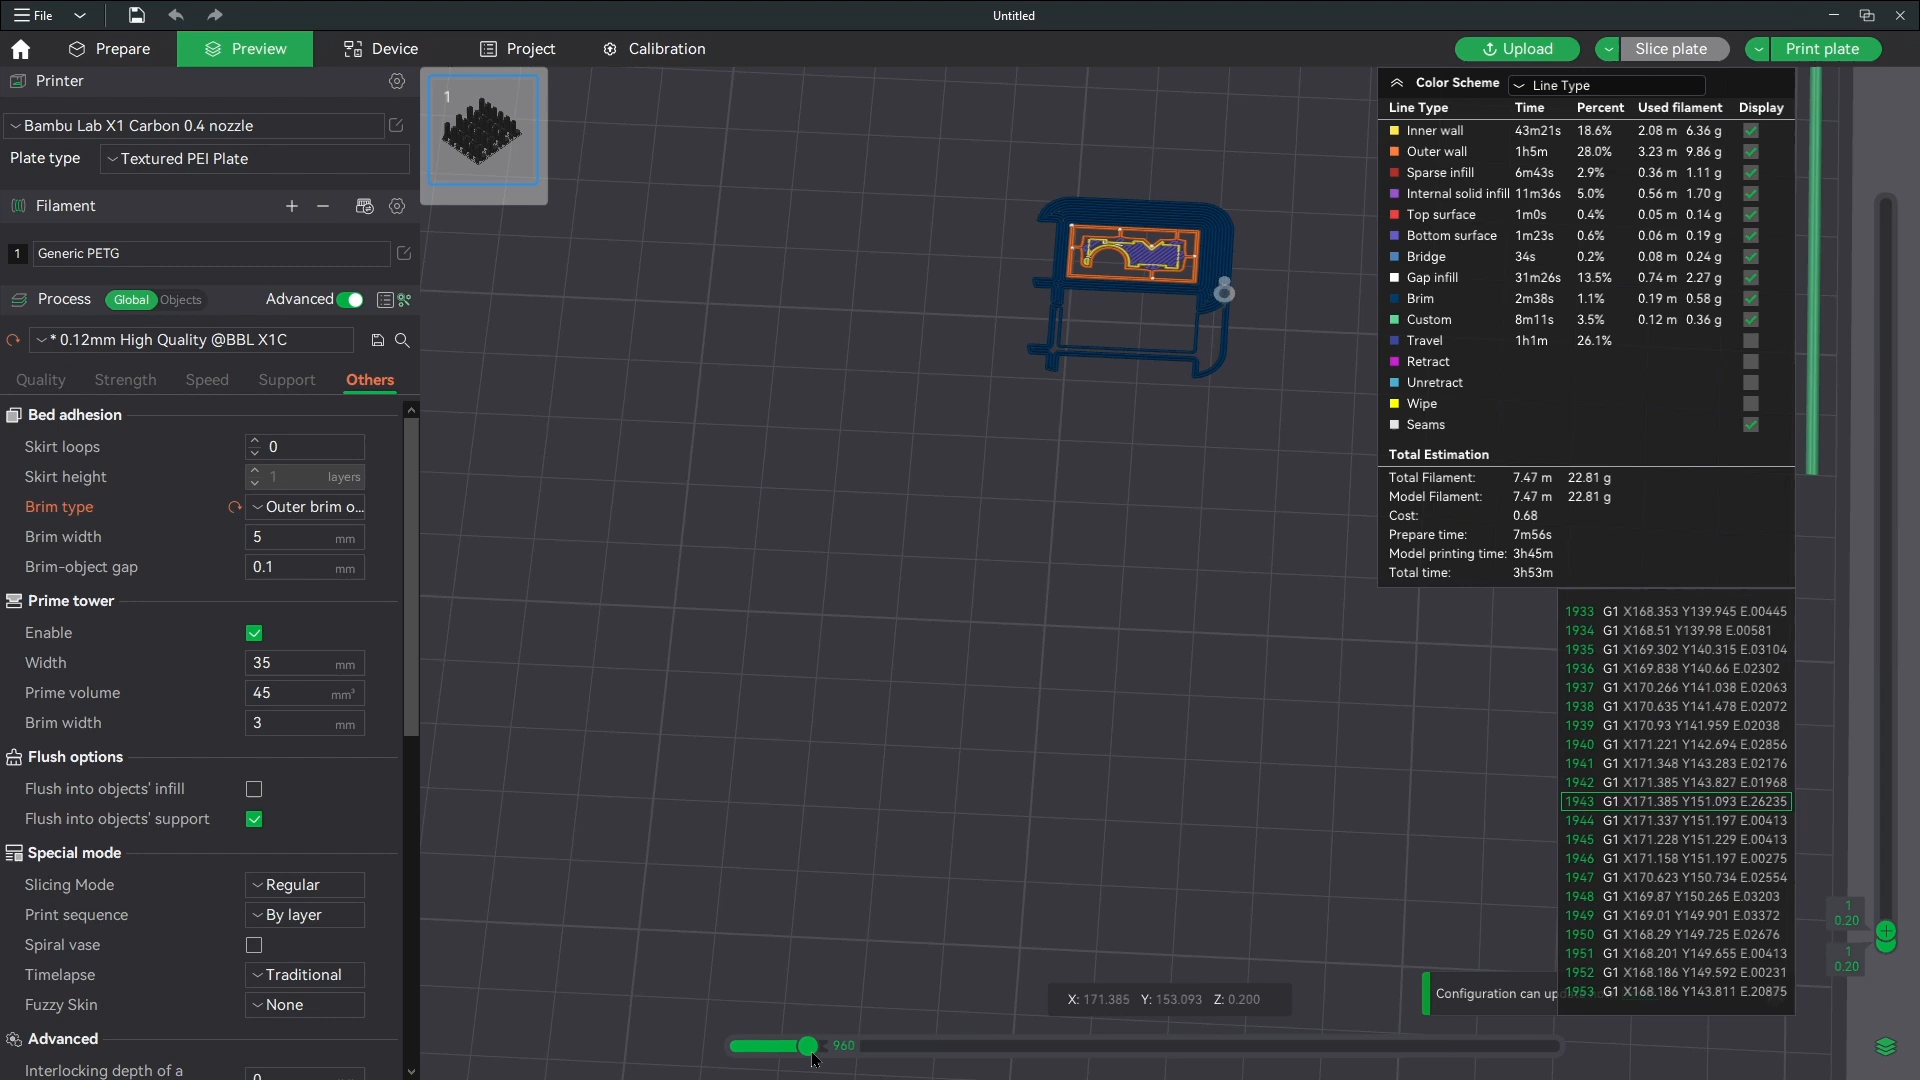 File
Untitled
Prepare
Preview
Device
Project
Calibration
Upload
Slice plate
Print plate
Printer
Bambu Lab X1 Carbon 0.4 nozzle
Plate type Textured PEI Plate
Filament
1 Generic PETG
Process Global Objects Advanced
* 0.12mm High Quality @BBL X1C
Quality Strength Speed Support Others
Bed adhesion
Skirt loops 0
Skirt height 1 layers
Brim type Outer brim o...
Brim width 5 mm
Brim-object gap 0.1 mm
Prime tower
Enable
Width 35 mm
Prime volume 45 mm³
Brim width 3 mm
Flush options
Flush into objects' infill
Flush into objects' support
Special mode
Slicing Mode Regular
Print sequence By layer
Spiral vase
Timelapse Traditional
Fuzzy Skin None
Advanced
Interlocking depth of a 0
1
Color Scheme Line Type
Line Type Time Percent Used filament Display
Inner wall 43m21s 18.6% 2.08 m 6.36 g
Outer wall 1h5m 28.0% 3.23 m 9.86 g
Sparse infill 6m43s 2.9% 0.36 m 1.11 g
Internal solid infill 11m36s 5.0% 0.56 m 1.70 g
Top surface 1m0s 0.4% 0.05 m 0.14 g
Bottom surface 1m23s 0.6% 0.06 m 0.19 g
Bridge 34s 0.2% 0.08 m 0.24 g
Gap infill 31m26s 13.5% 0.74 m 2.27 g
Brim 2m38s 1.1% 0.19 m 0.58 g
Custom 8m11s 3.5% 0.12 m 0.36 g
Travel 1h1m 26.1%
Retract
Unretract
Wipe
Seams
Total Estimation
Total Filament: 7.47 m 22.81 g
Model Filament: 7.47 m 22.81 g
Cost: 0.68
Prepare time: 7m56s
Model printing time: 3h45m
Total time: 3h53m
1933 G1 X168.353 Y139.945 E.00445
1934 G1 X168.51 Y139.98 E.00581
1935 G1 X169.302 Y140.315 E.03104
1936 G1 X169.838 Y140.66 E.02302
1937 G1 X170.266 Y141.038 E.02063
1938 G1 X170.635 Y141.478 E.02072
1939 G1 X170.93 Y141.959 E.02038
1940 G1 X171.221 Y142.694 E.02856
1941 G1 X171.348 Y143.283 E.02176
1942 G1 X171.385 Y143.827 E.01968
1943 G1 X171.385 Y151.093 E.26235
1944 G1 X171.337 Y151.197 E.00413
1945 G1 X171.228 Y151.229 E.00413
1946 G1 X171.158 Y151.197 E.00275
1947 G1 X170.623 Y150.734 E.02554
1948 G1 X169.87 Y150.265 E.03203
1949 G1 X169.01 Y149.901 E.03372
1950 G1 X168.29 Y149.725 E.02676
1951 G1 X168.201 Y149.655 E.00413
1952 G1 X168.186 Y149.592 E.00231
1953 G1 X168.186 Y143.811 E.20875
Configuration can up
X: 171.385 Y: 153.093 Z: 0.200
960
1
0.20
1
0.20